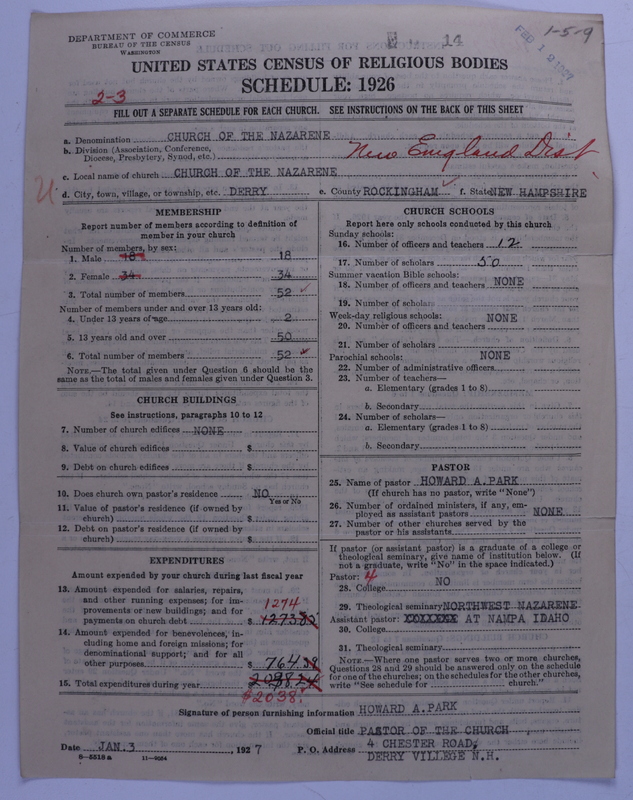 DEPARTMENT OF COMMERCE
BUREAU OF THE CENSUS
WASHINGTON
14
FEB 1 2 1927
1-5-9
UNITED STATES CENSUS OF RELIGIOUS BODIES
SCHEDULE: 1926
2-3
FILL OUT A SEPARATE SCHEDULE FOR EACH CHURCH. SEE INSTRUCTIONS ON THE BACK OF THIS SHEET
a. Denomination CHURCH OF THE NAZARENE
b. Division (Association, Conference, Diocese, Presbytery, Synod, etc.) New England Dist
c. Local name of church CHURCH OF THE NAZARENE
d. City, town, village, or township, etc. DERRY e. County ROCKINGHAM f. State NEW HAMPSHIRE
MEMBERSHIP
Report number of members according to definition of
member in your church
Number of members, by sex:
1. Male 18 18
2. Female 34 34
3. Total number of members 52
Number of members under and over 13 years old:
4. Under 13 years of age 2
5. 13 years old and over 50
6. Total number of members 52
NOTE.—The total given under Question 6 should be
same as the total of males and females given under Question 3.
CHURCH BUILDINGS
See instructions, paragraphs 10 to 12
7. Number of church edifices NONE
8. Value of church edifices $
9. Debt on church edifices $
10. Does church own pastor's residence NO
Yes or No
11. Value of pastor's residence (if owned by
church) $
12. Debt on pastor's residence (if owned by
church) $
EXPENDITURES
Amount expended by your church during last fiscal year
13. Amount expended for salaries, repairs,
and other running expenses; for im-
provements or new buildings; and for
payments on church debt $ 1273 85
1274
14. Amount expended for benevolences, in-
cluding home and foreign missions; for
denominational support; and for all
other purposes $ 764
15. Total expenditures during year
$2038
CHURCH SCHOOLS
Report here only schools conducted by this church
Sunday schools:
16. Number of officers and teachers 12
17. Number of scholars 50
Summer vacation Bible schools:
18. Number of officers and teachers NONE
19. Number of scholars
Week-day religious schools: NONE
20. Number of officers and teachers
21. Number of scholars
Parochial schools: NONE
22. Number of administrative officers
23. Number of teachers—
a. Elementary (grades 1 to 8)
b. Secondary
24. Number of scholars—
a. Elementary (grades 1 to 8)
b. Secondary
PASTOR
25. Name of pastor HOWARD A.PARK
(If church has no pastor, write "None")
26. Number of ordained ministers, if any, em-
ployed as assistant pastors NONE
27. Number of other churches served by the
pastor or his assistants
If pastor (or assistant pastor) is a graduate of a college or
theological seminary, give name of institution below. (If
not a graduate, write "No" in the space indicated.)
Pastor: 4
28. College NO
29. Theological seminary NORTHWEST NAZARENE
Assistant pastor: XXXXXXX AT NAMPA IDAHO
30. College
31. Theological seminary
NOTE.—Where one pastor serves two or more churches,
Questions 28 and 29 should be answered only on the schedule
for one of the churches; on the schedules for the other churches,
write "See schedule for church."
Signature of person furnishing information HOWARD A.PARK
Official title PASTOR OF THE CHURCH
Date JAN.3, 1927 P. O. Address 4 CHESTER ROAD,
DERRY VILLEGE N.H.
8—5518a 11—9024